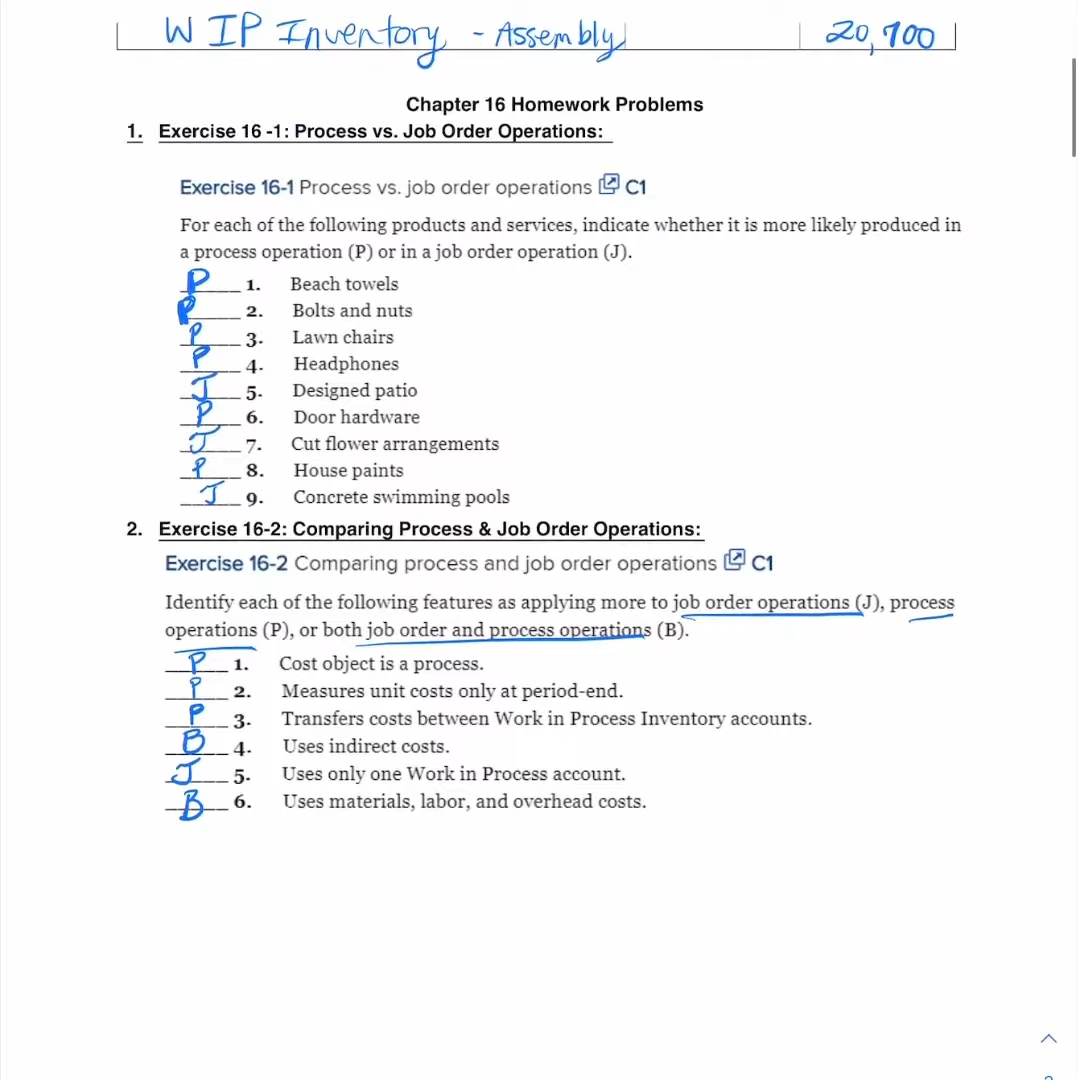 WIP Inventory - Assembly 20,700
Chapter 16 Homework Problems
1. Exercise 16 -1: Process vs. Job Order Operations:
Exercise 16-1 Process vs. job order operations C1
For each of the following products and services, indicate whether it is more likely produced in
a process operation (P) or in a job order operation (J).
P 1. Beach towels
P 2. Bolts and nuts
P 3. Lawn chairs
P 4. Headphones
J 5. Designed patio
P 6. Door hardware
J 7. Cut flower arrangements
P 8. House paints
J 9. Concrete swimming pools
2. Exercise 16-2: Comparing Process & Job Order Operations:
Exercise 16-2 Comparing process and job order operations C1
Identify each of the following features as applying more to job order operations (J), process
operations (P), or both job order and process operations (B).
P 1. Cost object is a process.
P 2. Measures unit costs only at period-end.
P 3. Transfers costs between Work in Process Inventory accounts.
B 4. Uses indirect costs.
J 5. Uses only one Work in Process account.
B 6. Uses materials, labor, and overhead costs.